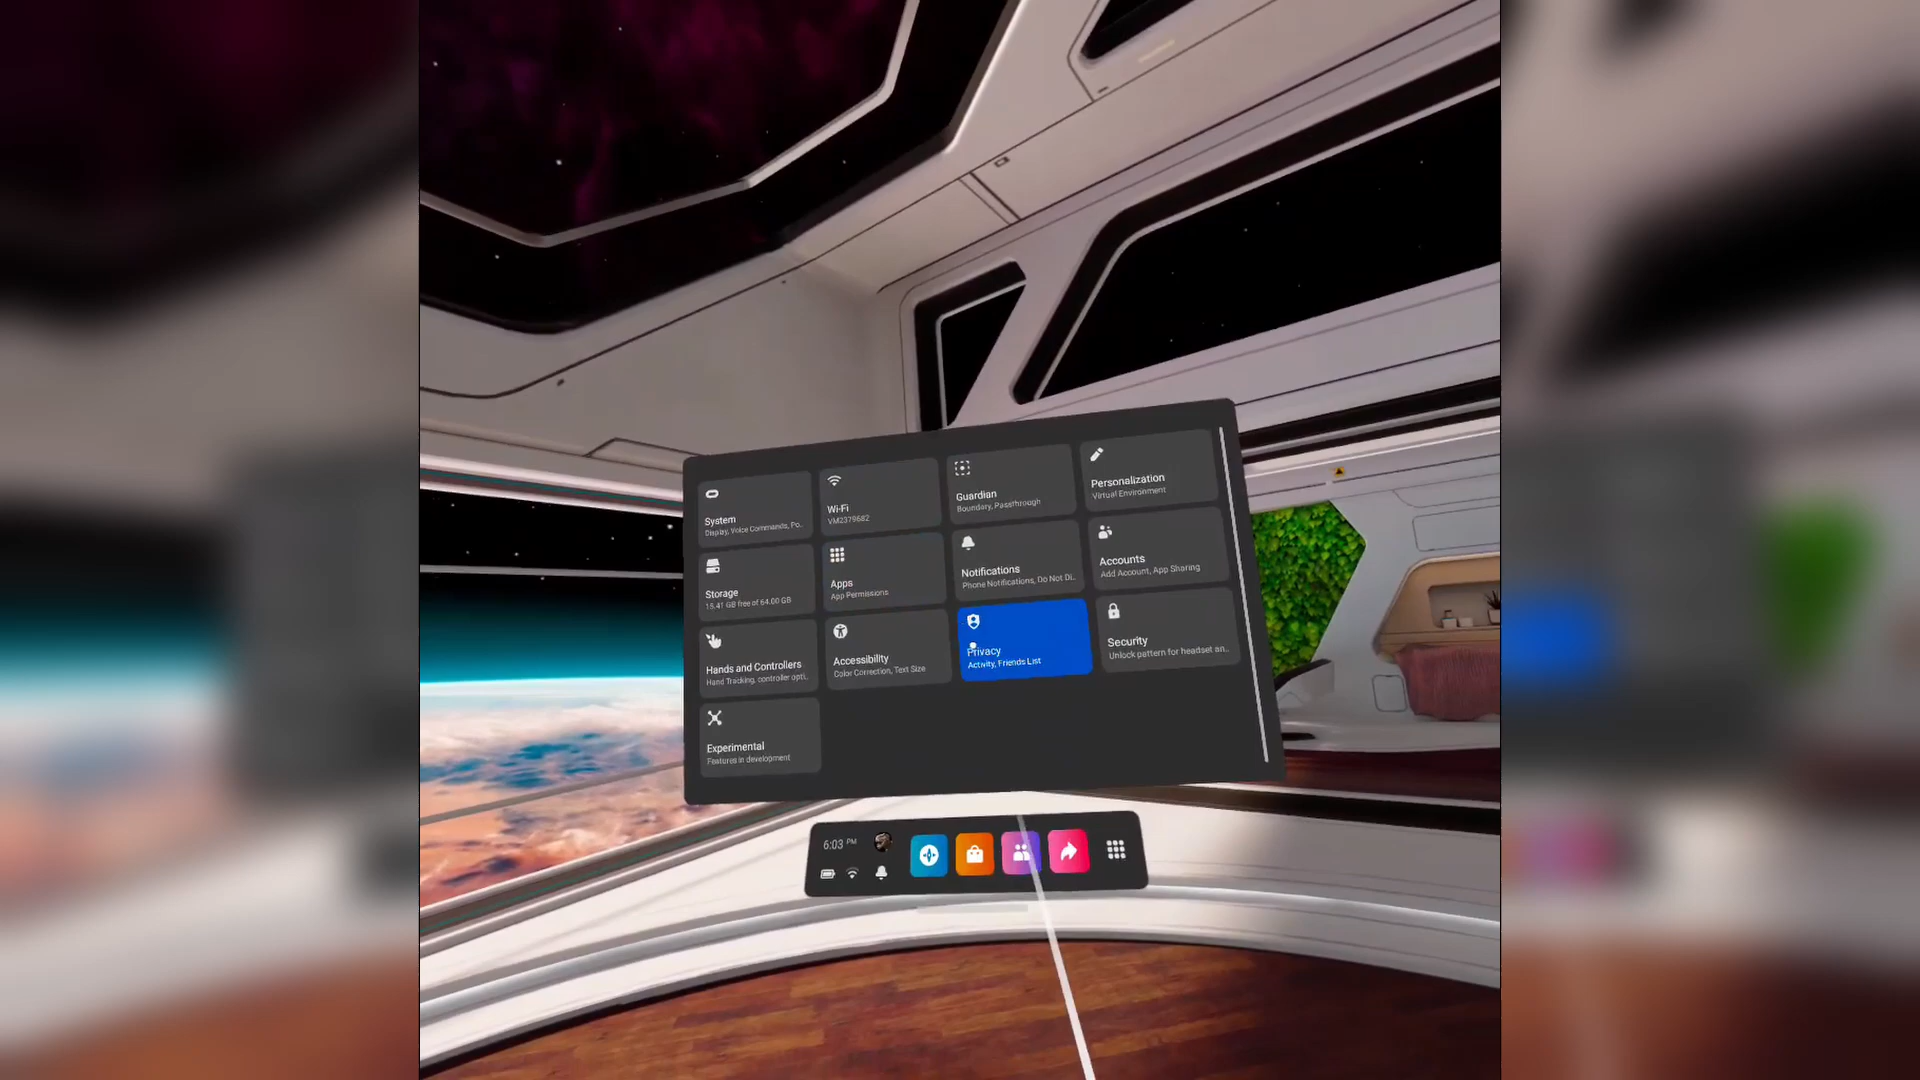 System
Display, Voice Commands, Po..
Wi-Fi
VM2379682
Guardian
Boundary, Passthrough
Personalization
Virtual Environment
Storage
15.41 GB free of 64.00 GB
Apps
App Permissions
Notifications
Phone Notifications, Do Not Di..
Accounts
Add Account, App Sharing
Hands and Controllers
Hand Tracking, controller opti..
Accessibility
Color Correction, Text Size
Privacy
Activity, Friends List
Security
Unlock pattern for headset an..
Experimental
Features in development
6:03 PM